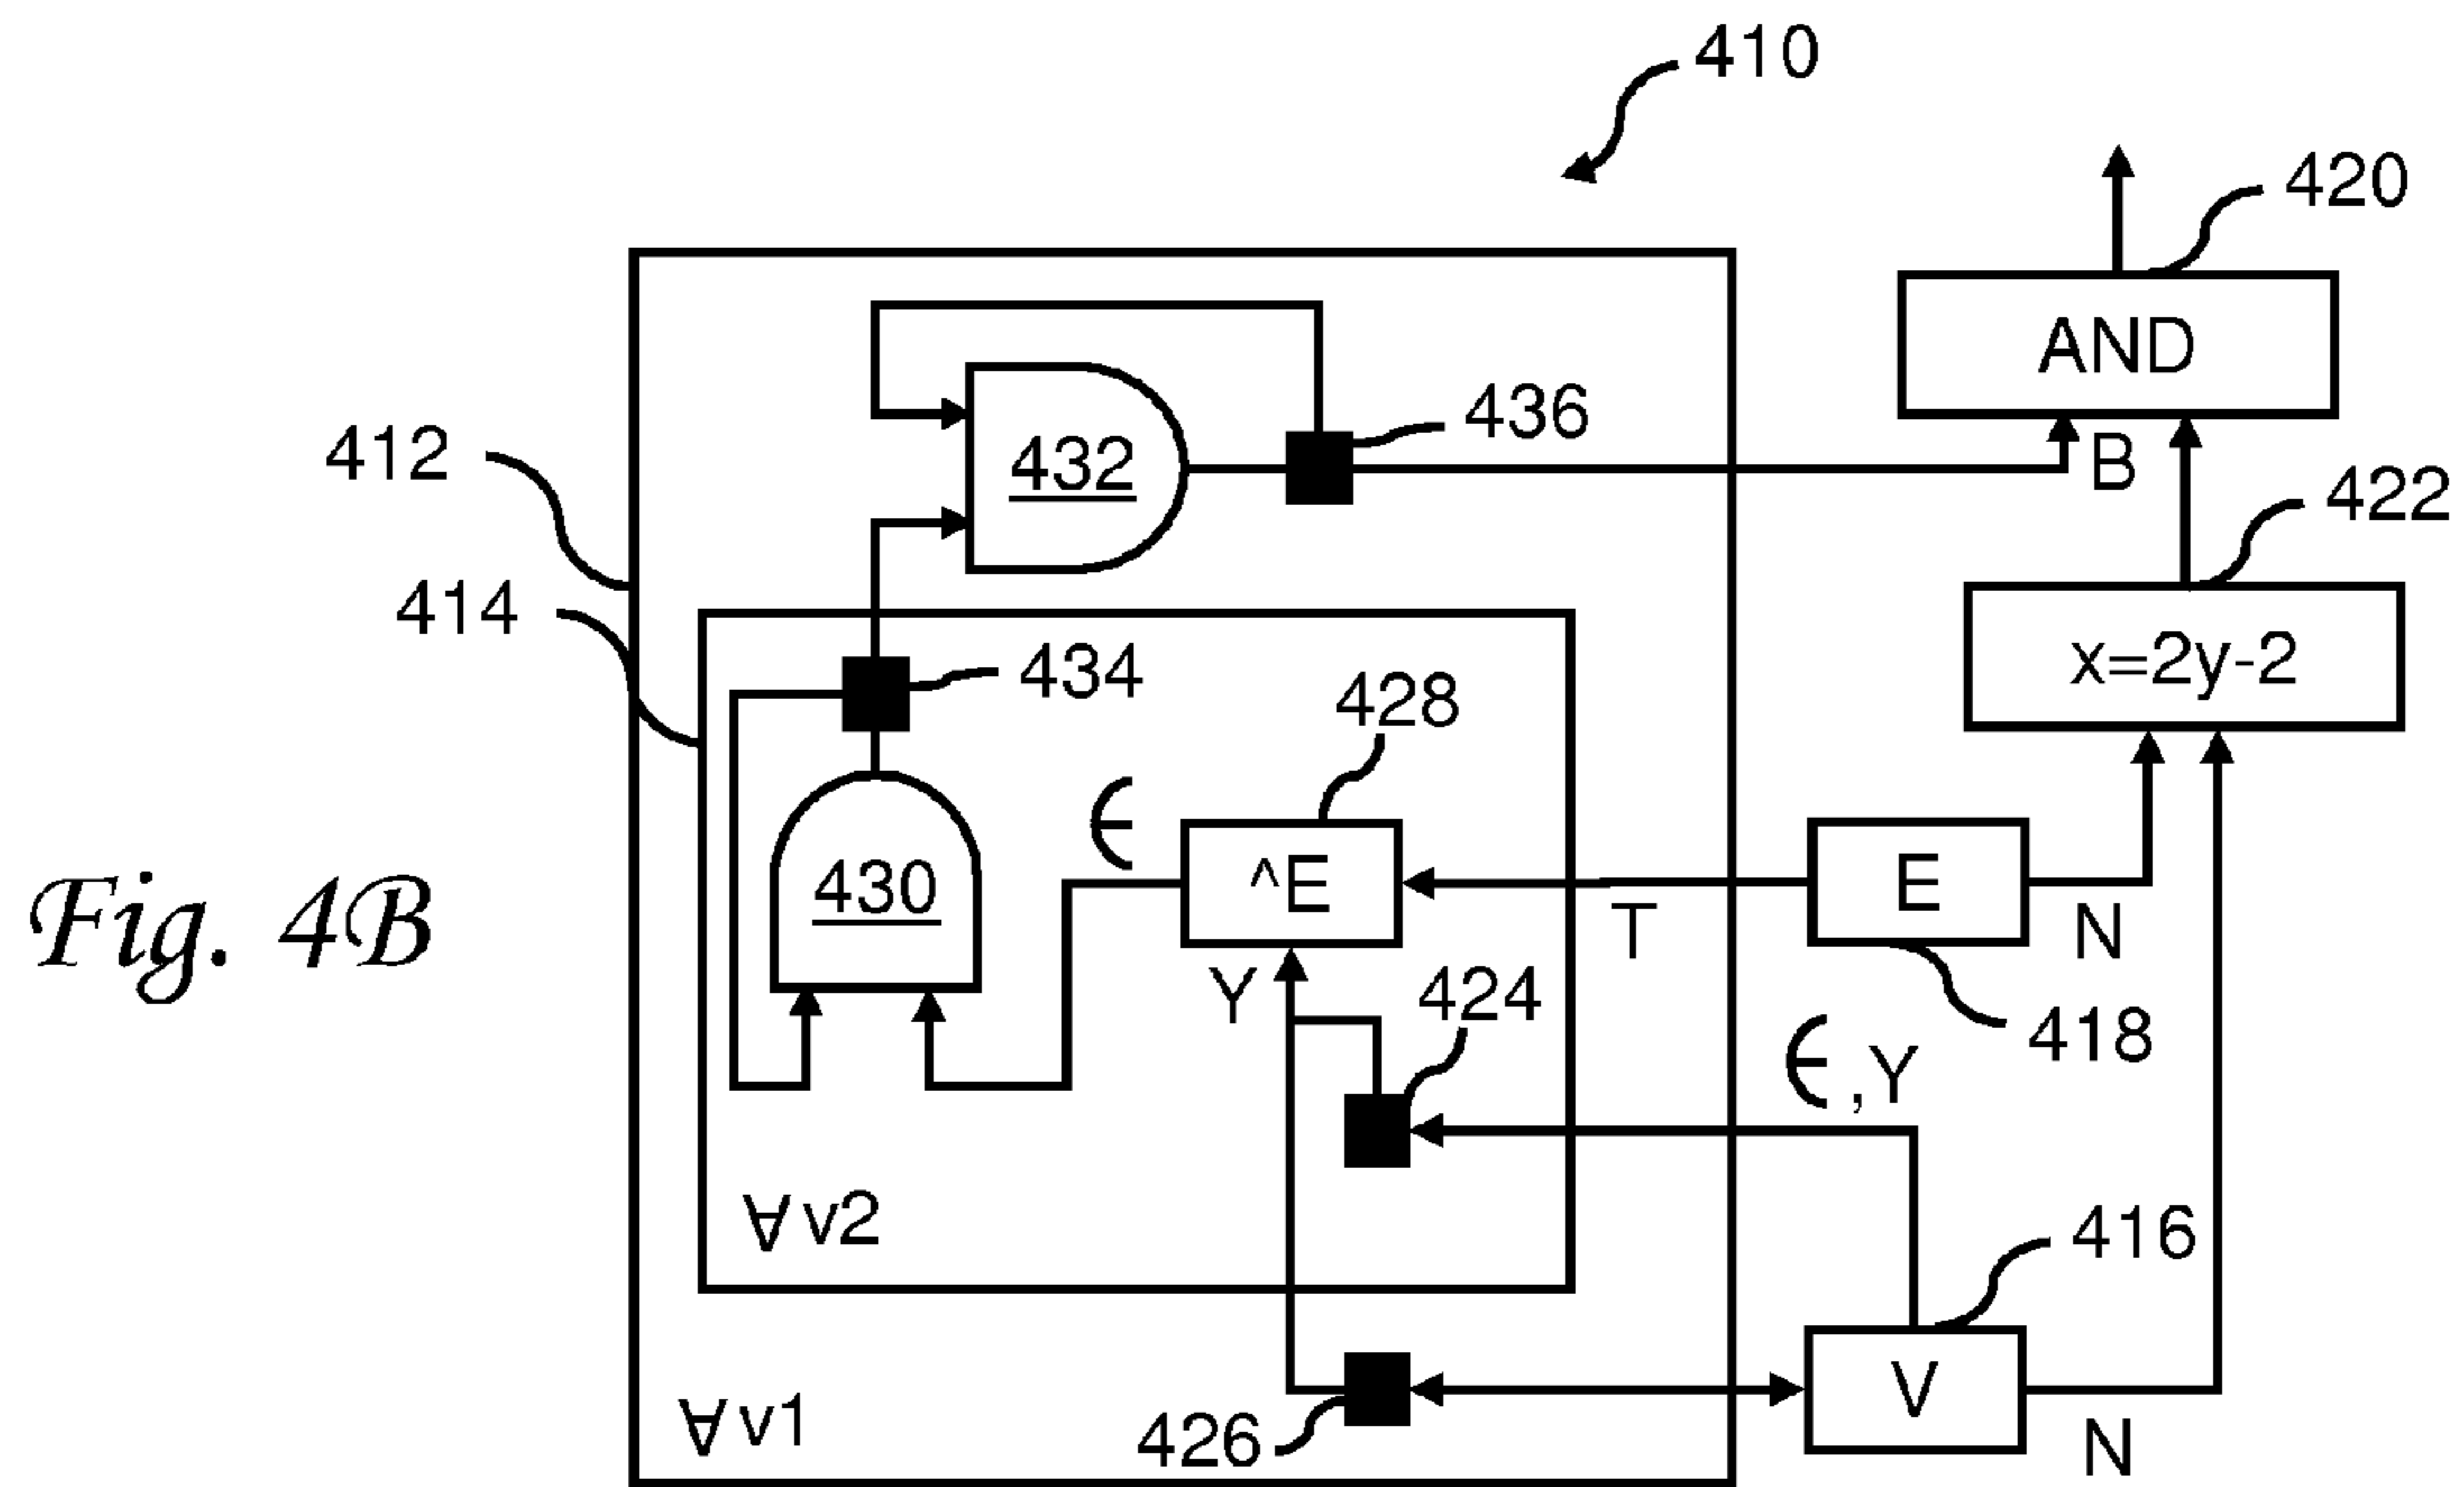 410
420
AND
436
B
412
432
422
414
x=2y-2
434
428
∈
^E
E
430
T
N
Fig. 4B
Y
424
418
∈ ,Y
∀ v2
416
V
∀ v1
426
N